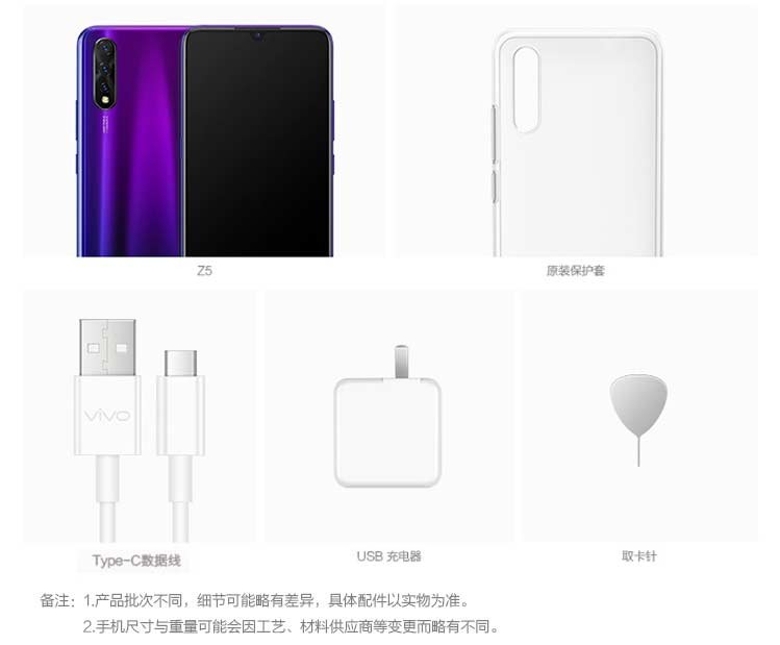 Z5
原装保护套
vivo
Type-C数据线
USB 充电器
取卡针
备注：1.产品批次不同，细节可能略有差异，具体配件以实物为准。
2.手机尺寸与重量可能会因工艺、材料供应商等变更而略有不同。